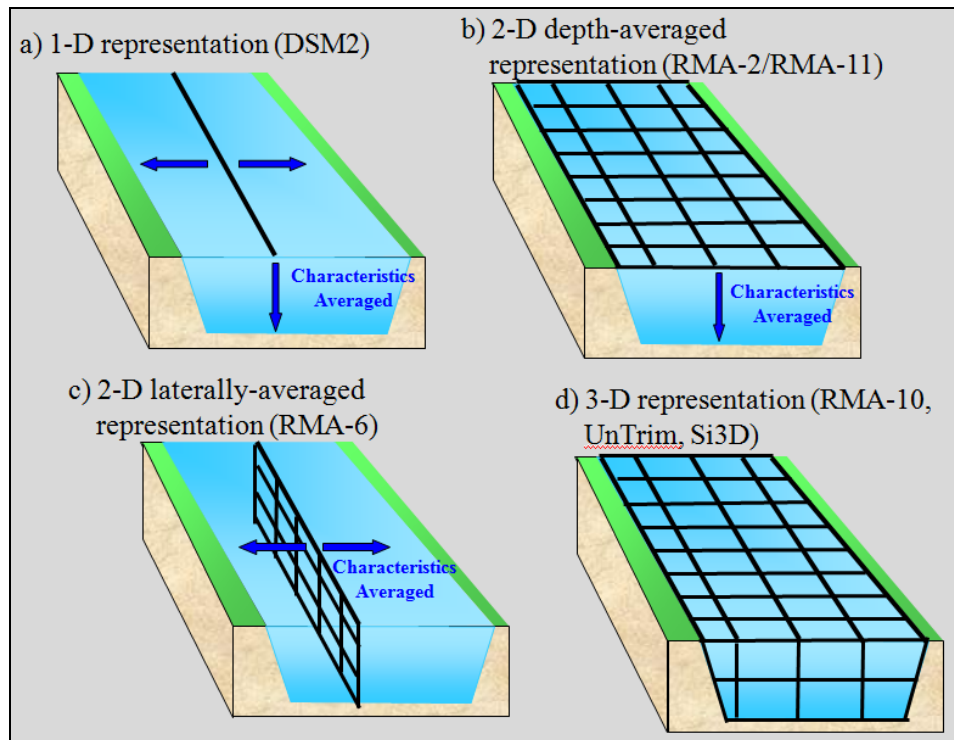 a) 1-D representation (DSM2)
Characteristics
Averaged
b) 2-D depth-averaged
representation (RMA-2/RMA-11)
Characteristics
Averaged
c) 2-D laterally-averaged
representation (RMA-6)
Characteristics
Averaged
d) 3-D representation (RMA-10,
UnTrim, Si3D)